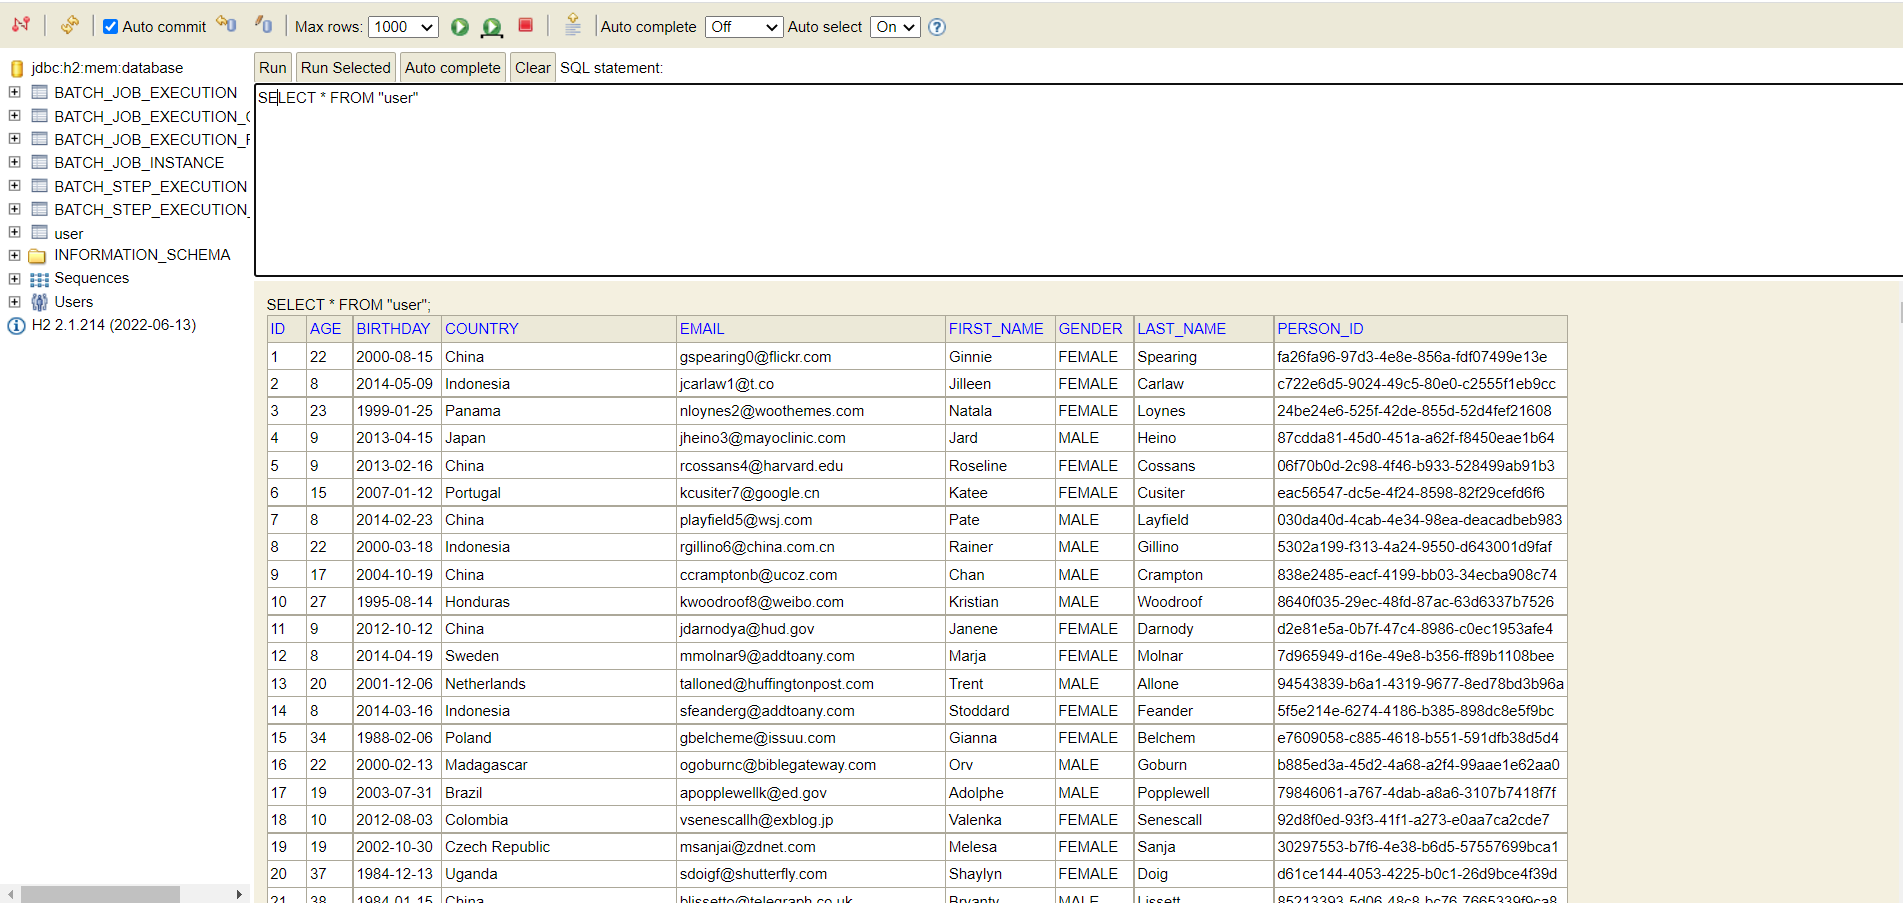 Auto commit Max rows: 1000 Auto complete Off Auto select On ?
jdbc:h2:mem:database
BATCH_JOB_EXECUTION
BATCH_JOB_EXECUTION_
BATCH_JOB_EXECUTION_
BATCH_JOB_INSTANCE
BATCH_STEP_EXECUTION
BATCH_STEP_EXECUTION_
user
INFORMATION_SCHEMA
Sequences
Users
H2 2.1.214 (2022-06-13)
Run Run Selected Auto complete Clear SQL statement:
SELECT * FROM "user"
SELECT * FROM "user";
ID AGE BIRTHDAY COUNTRY EMAIL FIRST_NAME GENDER LAST_NAME PERSON_ID
1 22 2000-08-15 China gspearing0@flickr.com Ginnie FEMALE Spearing fa26fa96-97d3-4e8e-856a-fdf07499e13e
2 8 2014-05-09 Indonesia jcarlaw1@t.co Jilleen FEMALE Carlaw c722e6d5-9024-49c5-80e0-c2555f1eb9cc
3 23 1999-01-25 Panama nloynes2@woothemes.com Natala FEMALE Loynes 24be24e6-525f-42de-855d-52d4fef21608
4 9 2013-04-15 Japan jheino3@mayoclinic.com Jard MALE Heino 87cdda81-45d0-451a-a62f-f8450eae1b64
5 9 2013-02-16 China rcossans4@harvard.edu Roseline FEMALE Cossans 06f70b0d-2c98-4f46-b933-528499ab91b3
6 15 2007-01-12 Portugal kcusiter7@google.cn Katee FEMALE Cusiter eac56547-dc5e-4f24-8598-82f29cefd6f6
7 8 2014-02-23 China playfield5@wsj.com Pate MALE Layfield 030da40d-4cab-4e34-98ea-deacadbeb983
8 22 2000-03-18 Indonesia rgillino6@china.com.cn Rainer MALE Gillino 5302a199-f313-4a24-9550-d643001d9faf
9 17 2004-10-19 China ccramptonb@ucoz.com Chan MALE Crampton 838e2485-eacf-4199-bb03-34ecba908c74
10 27 1995-08-14 Honduras kwoodroof8@weibo.com Kristian MALE Woodroof 8640f035-29ec-48fd-87ac-63d6337b7526
11 9 2012-10-12 China jdarnodya@hud.gov Janene FEMALE Darnody d2e81e5a-0b7f-47c4-8986-c0ec1953afe4
12 8 2014-04-19 Sweden mmolnar9@addtoany.com Marja FEMALE Molnar 7d965949-d16e-49e8-b356-ff89b1108bee
13 20 2001-12-06 Netherlands talloned@huffingtonpost.com Trent MALE Allone 94543839-b6a1-4319-9677-8ed78bd3b96a
14 8 2014-03-16 Indonesia sfeanderg@addtoany.com Stoddard FEMALE Feander 5f5e214e-6274-4186-b385-898dc8e5f9bc
15 34 1988-02-06 Poland gbelcheme@issuu.com Gianna FEMALE Belchem e7609058-c885-4618-b551-591dfb38d5d4
16 22 2000-02-13 Madagascar ogoburnc@biblegateway.com Orv MALE Goburn b885ed3a-45d2-4a68-a2f4-99aae1e62aa0
17 19 2003-07-31 Brazil apopplewellk@ed.gov Adolphe MALE Popplewell 79846061-a767-4dab-a8a6-3107b7418f7f
18 10 2012-08-03 Colombia vsenescallh@exblog.jp Valenka FEMALE Senescall 92d8f0ed-93f3-41f1-a273-e0aa7ca2cde7
19 19 2002-10-30 Czech Republic msanjai@zdnet.com Melesa FEMALE Sanja 30297553-b7f6-4e38-b6d5-57557699bca1
20 37 1984-12-13 Uganda sdoigf@shutterfly.com Shaylyn FEMALE Doig d61ce144-4053-4225-b0c1-26d9bce4f39d
21 38 1984-01-15 China blissetto@telegraph.co.uk Bryanty MALE Lissett 85213393-5d06-48c8-bc76-7665339f9ca8